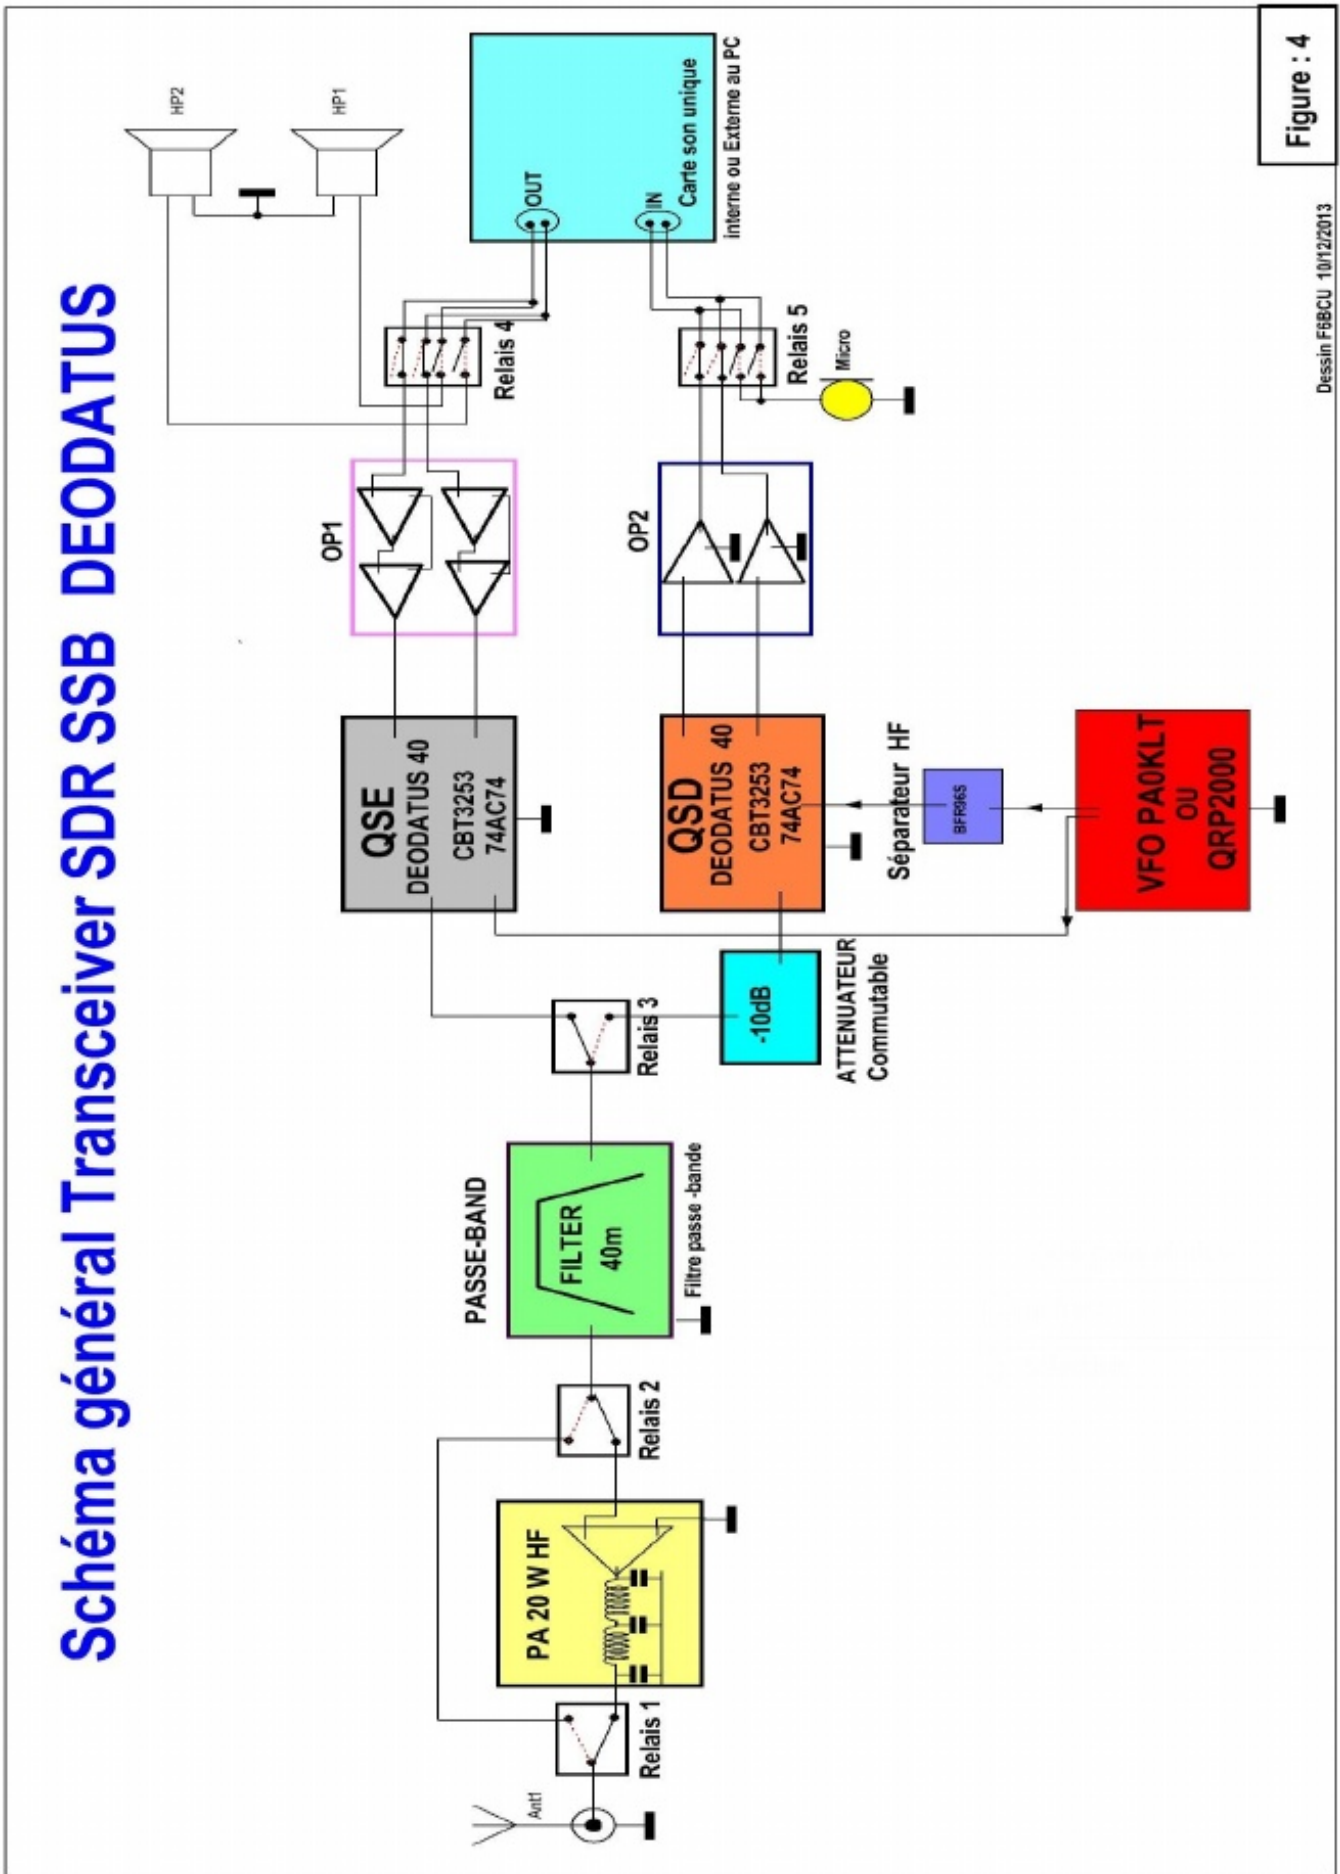 Schéma général Transceiver SDR SSB DEODATUS
Ant1
Relais 1
PA 20 W HF
Relais 2
PASSE-BAND
FILTER
40m
Filtre passe -bande
Relais 3
-10dB
ATTENUATEUR
Commutable
QSE
DEODATUS 40
CBT3253
74AC74
QSD
DEODATUS 40
CBT3253
74AC74
Séparateur HF
BFR96S
VFO PA0KLT
OU
QRP2000
OP1
OP2
Relais 4
Relais 5
Micro
HP2
HP1
OUT
IN
Carte son unique
interne ou Externe au PC
Dessin F6BCU 10/12/2013
Figure : 4